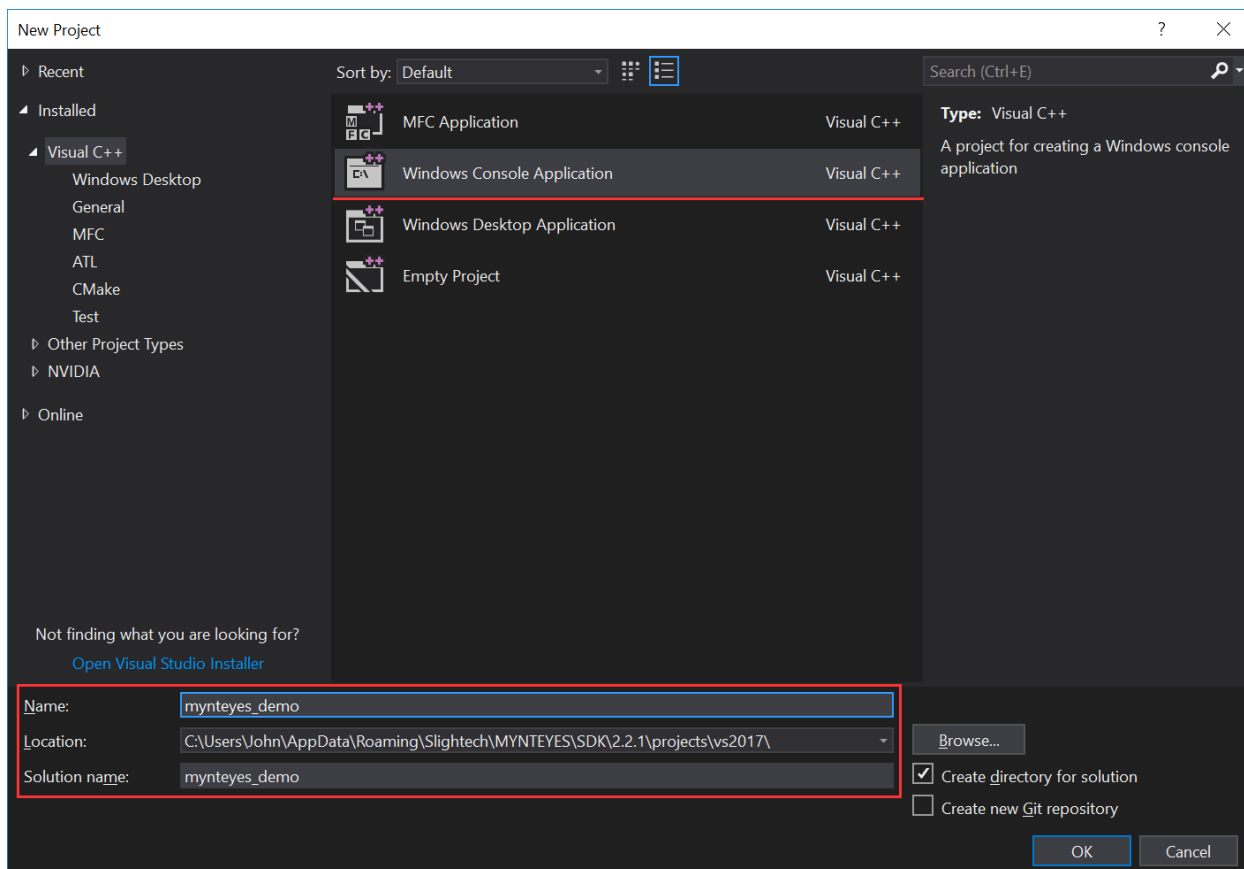 New Project
?
Recent
Installed
Visual C++
Windows Desktop
General
MFC
ATL
CMake
Test
Other Project Types
NVIDIA
Online
Not finding what you are looking for?
Open Visual Studio Installer
Sort by: Default
MFC Application Visual C++
Windows Console Application Visual C++
Windows Desktop Application Visual C++
Empty Project Visual C++
Search (Ctrl+E)
Type: Visual C++
A project for creating a Windows console
application
Name: mynteyes_demo
Location: C:\Users\John\AppData\Roaming\Slightech\MYNTEYES\SDK\2.2.1\projects\vs2017\
Solution name: mynteyes_demo
Browse...
Create directory for solution
Create new Git repository
OK Cancel